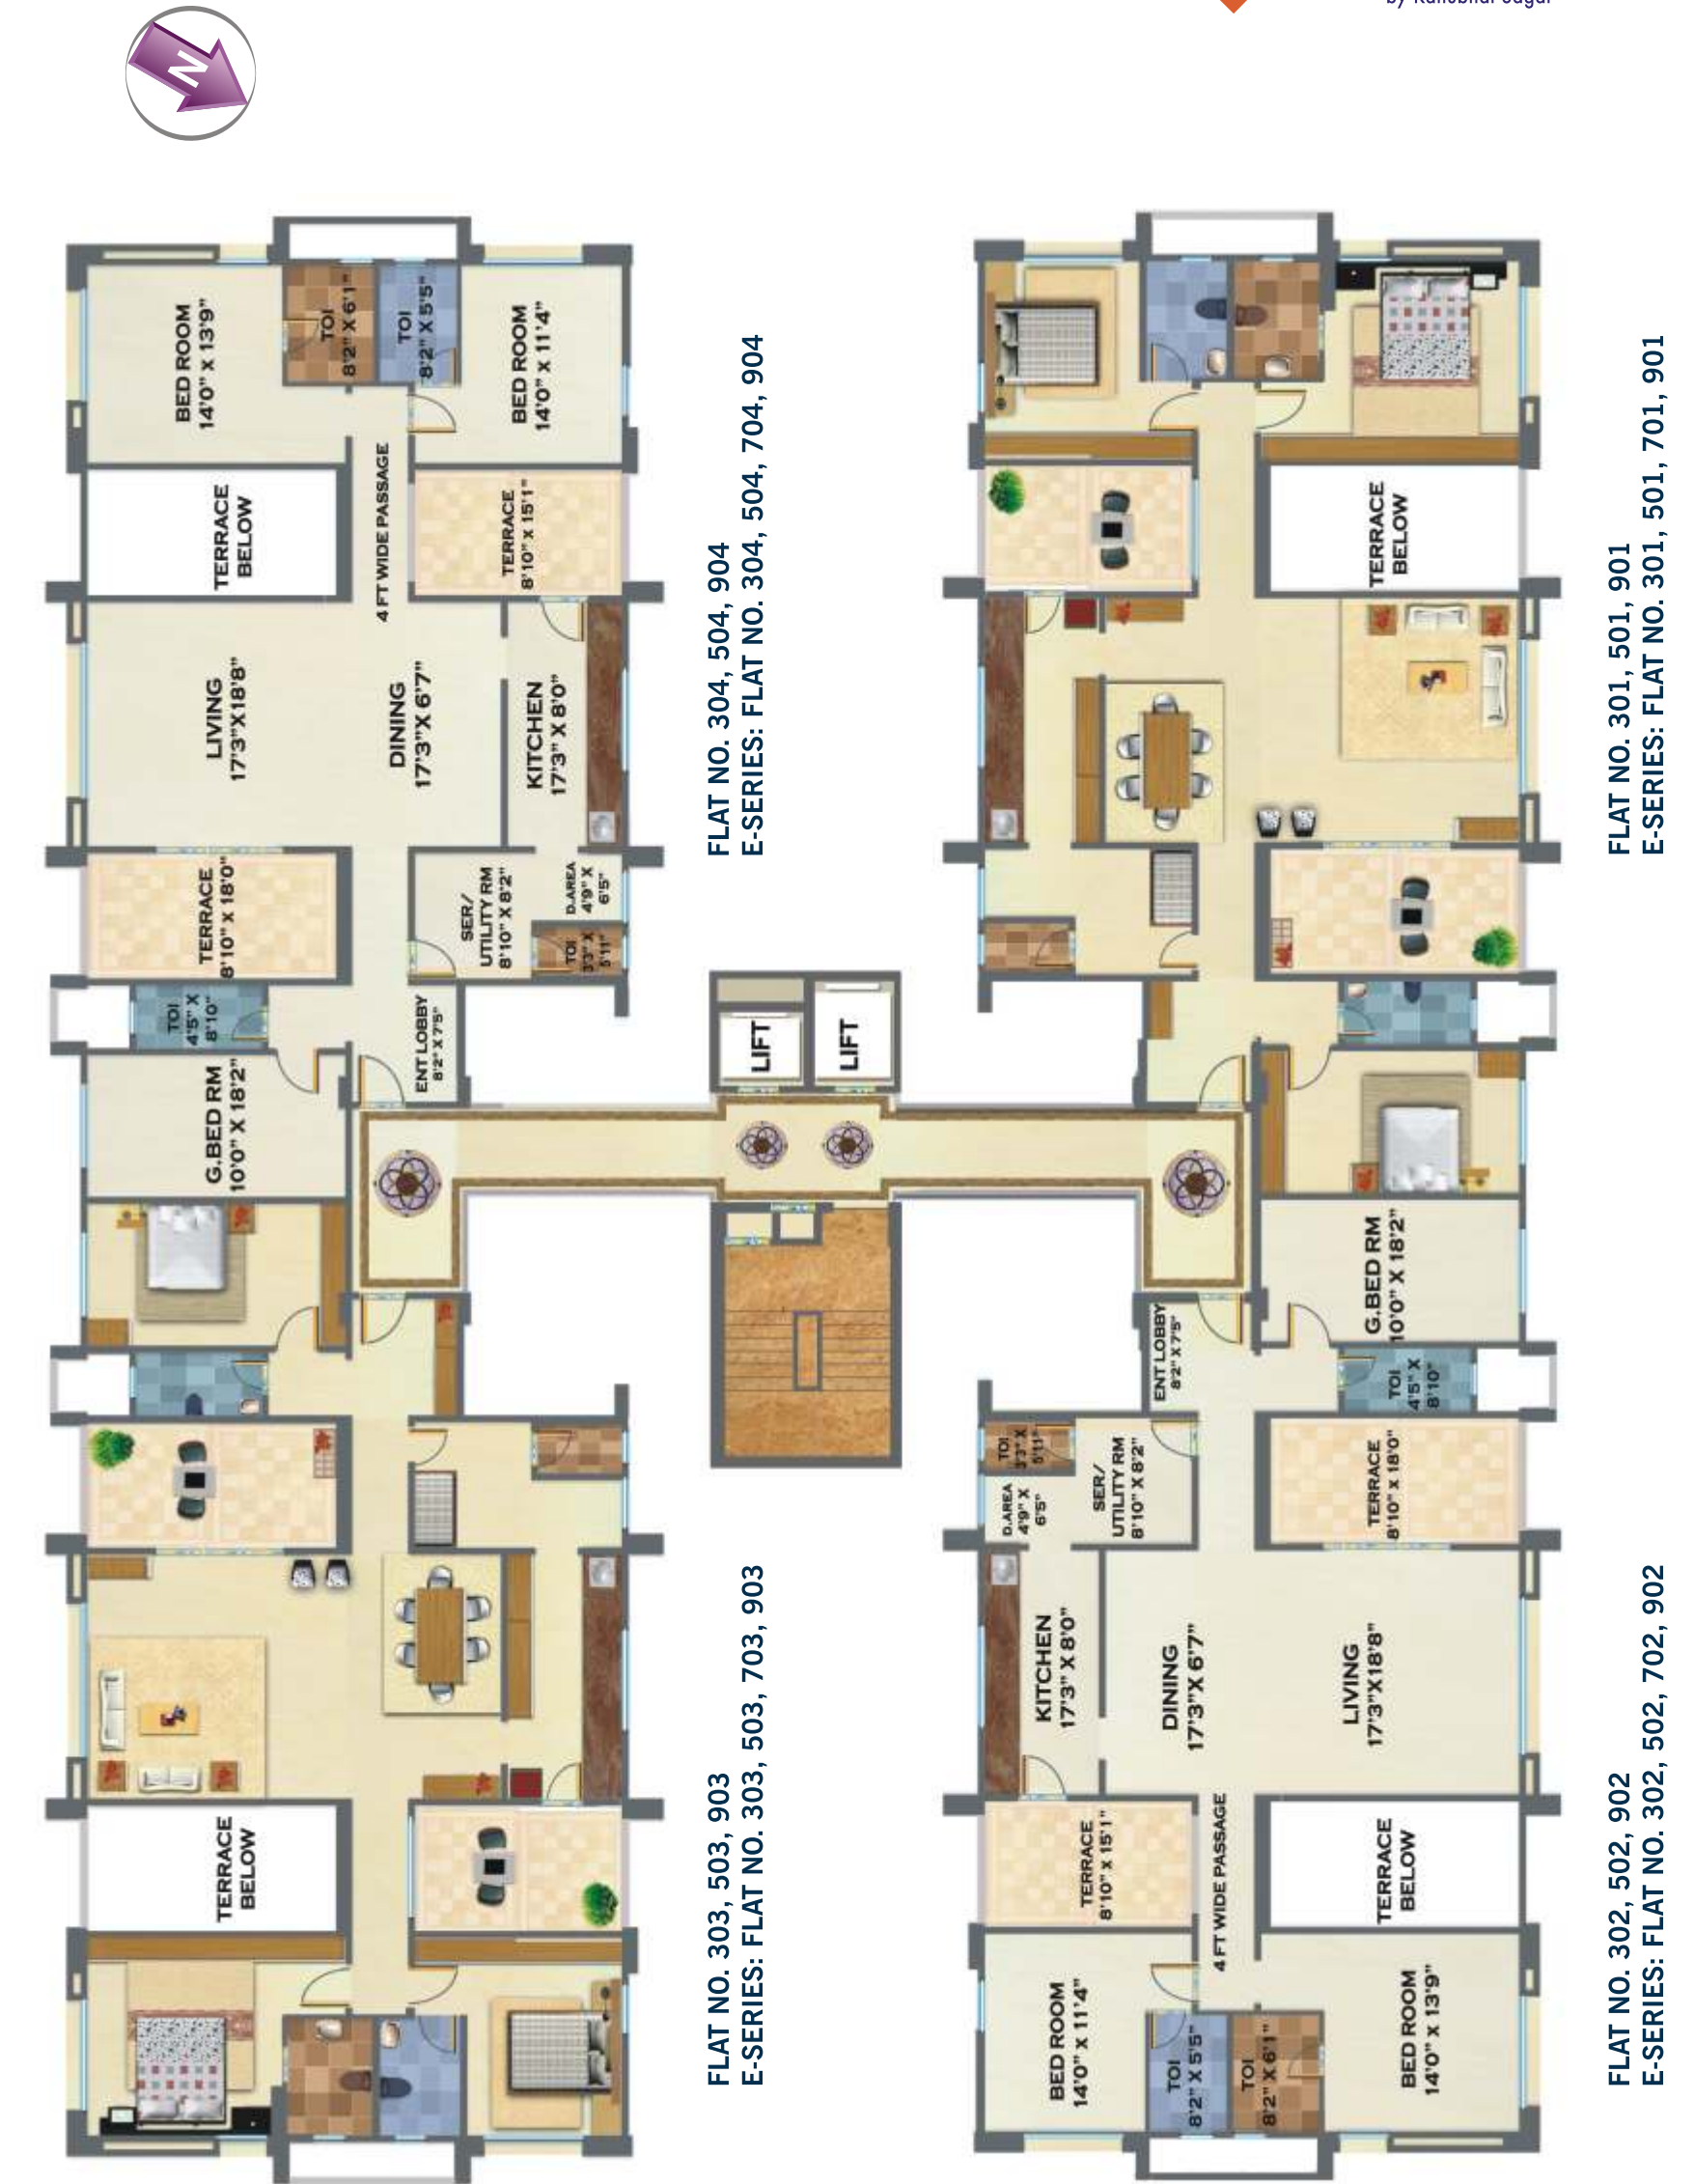 by Kanubhai Sagar
N
BED ROOM
14'0" x 13'9"
TOI
8'2" X 6'1"
TOI
8'2" X 5'5"
BED ROOM
14'0" x 11'4"
TERRACE
BELOW
4 FT WIDE PASSAGE
TERRACE
8'10" x 15'1"
LIVING
17'3"X18'8"
DINING
17'3"X 6'7"
KITCHEN
17'3" X 8'0"
TERRACE
8'10" x 18'0"
SER/
UTILITY RM
8'10" X 8'2"
D.AREA
4'9" X
6'5"
TOI
3'3" X
5'11"
TOI
4'5" X
8'10"
ENT LOBBY
8'2" X 7'5"
G.BED RM
10'0" X 18'2"
FLAT NO. 304, 504, 904
E-SERIES: FLAT NO. 304, 504, 704, 904
TERRACE
BELOW
FLAT NO. 301, 501, 901
E-SERIES: FLAT NO. 301, 501, 701, 901
LIFT
LIFT
TERRACE
BELOW
FLAT NO. 303, 503, 903
E-SERIES: FLAT NO. 303, 503, 703, 903
G.BED RM
10'0" X 18'2"
ENT LOBBY
8'2" X 7'5"
TOI
4'5" X
8'10"
TOI
3'3" X
5'11"
D.AREA
4'9" X
6'5"
SER/
UTILITY RM
8'10" X 8'2"
TERRACE
8'10" x 18'0"
KITCHEN
17'3" X 8'0"
DINING
17'3"X 6'7"
LIVING
17'3"X18'8"
TERRACE
8'10" x 15'1"
4 FT WIDE PASSAGE
TERRACE
BELOW
BED ROOM
14'0" x 11'4"
TOI
8'2" X 5'5"
TOI
8'2" X 6'1"
BED ROOM
14'0" x 13'9"
FLAT NO. 302, 502, 902
E-SERIES: FLAT NO. 302, 502, 702, 902